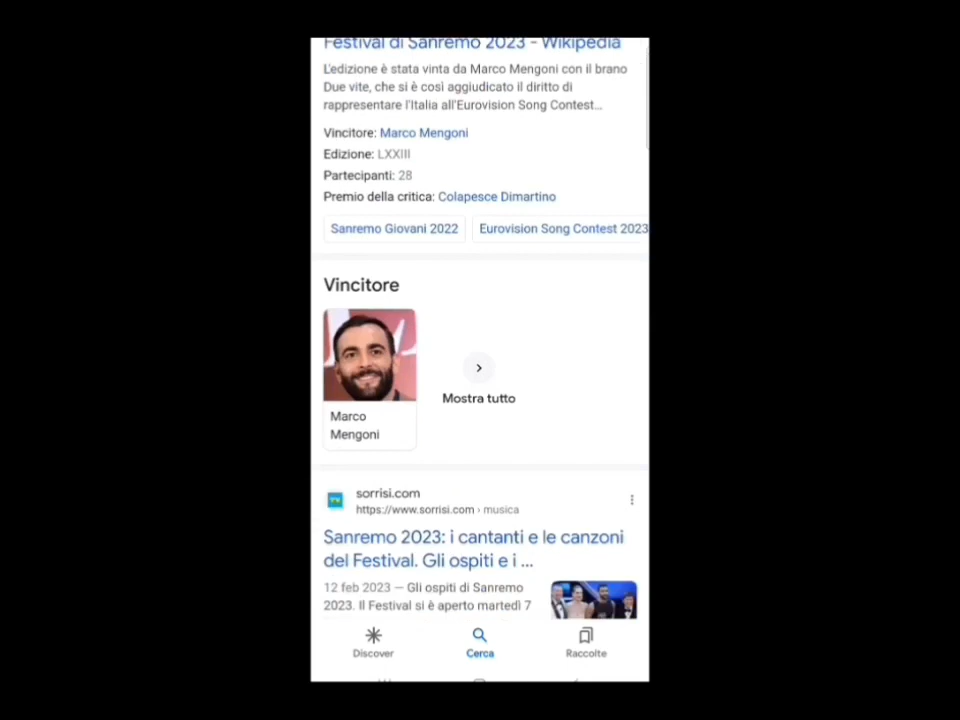 Festival di Sanremo 2023 - Wikipedia
L'edizione è stata vinta da Marco Mengoni con il brano
Due vite, che si è così aggiudicato il diritto di
rappresentare l'Italia all'Eurovision Song Contest...
Vincitore: Marco Mengoni
Edizione: LXXIII
Partecipanti: 28
Premio della critica: Colapesce Dimartino
Sanremo Giovani 2022
Eurovision Song Contest 2023
Vincitore
Marco
Mengoni
Mostra tutto
sorrisi.com
https://www.sorrisi.com › musica
Sanremo 2023: i cantanti e le canzoni
del Festival. Gli ospiti e i ...
12 feb 2023 — Gli ospiti di Sanremo
2023. Il Festival si è aperto martedì 7
Discover
Cerca
Raccolte